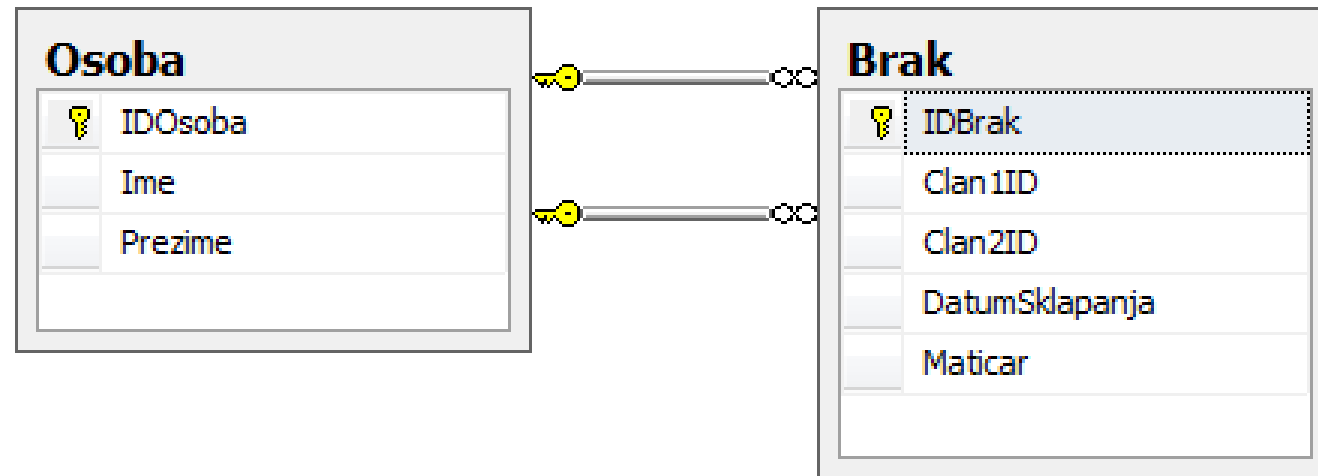 Osoba
IDOsoba
Ime
Prezime
Brak
IDBrak
Clan1ID
Clan2ID
DatumSklapanja
Maticar